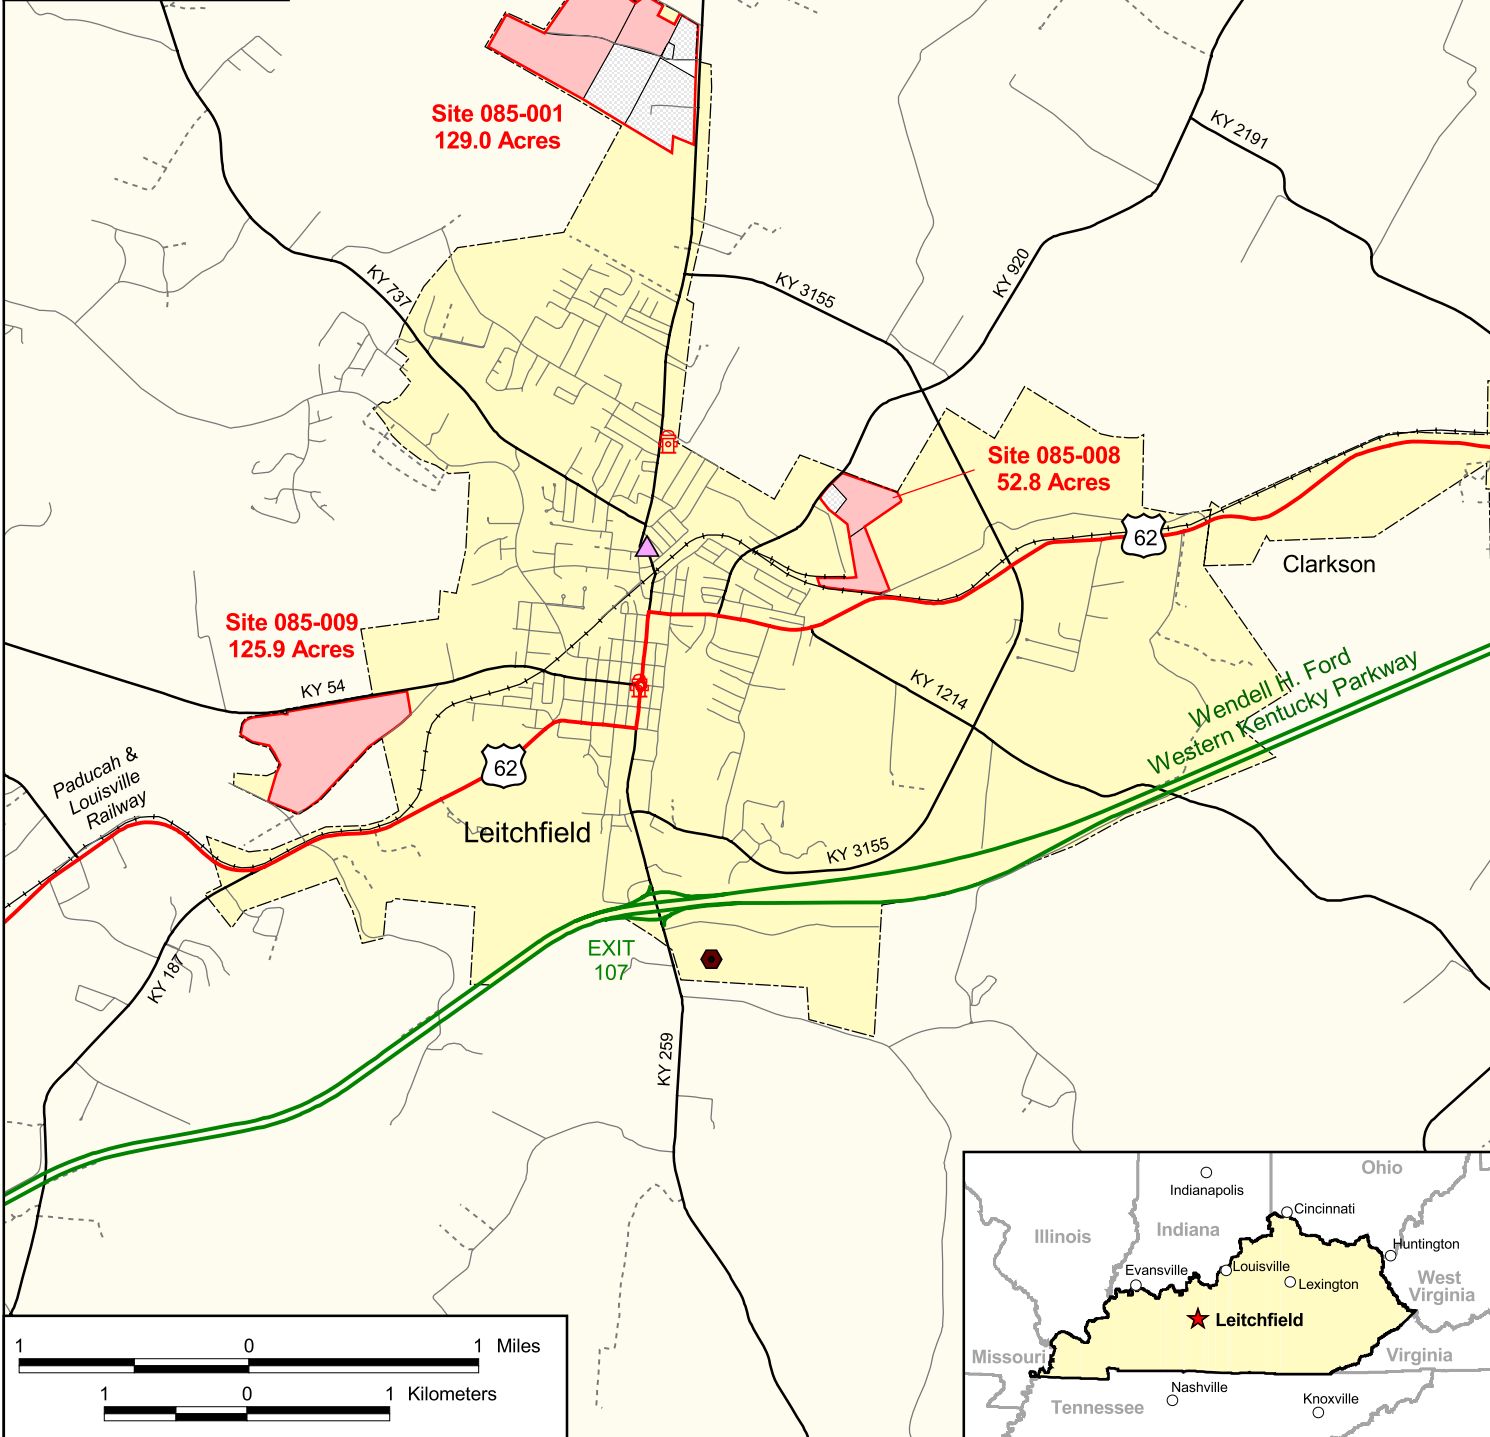 Site 085-001
129.0 Acres
KY 2191
KY 920
KY 737
KY 3155
Site 085-008
52.8 Acres
62
Clarkson
Site 085-009
125.9 Acres
KY 54
KY 1214
Wendell H. Ford
Western Kentucky Parkway
Paducah &
Louisville
Railway
62
Leitchfield
KY 3155
EXIT
107
KY 187
KY 259
Ohio
Indianapolis
Cincinnati
Indiana
Illinois
Huntington
Evansville
Louisville
Lexington
West
Virginia
Leitchfield
Missouri
Virginia
Nashville
Knoxville
Tennessee
1 0 1 Miles
1 0 1 Kilometers